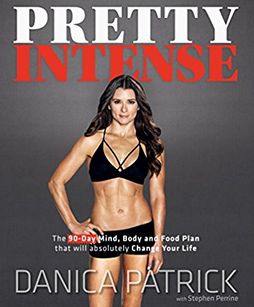 PRETTY
INTENSE
The 90-Day Mind, Body and Food Plan
that will absolutely Change Your Life
DANICA PATRICK
with Stephen Perrine